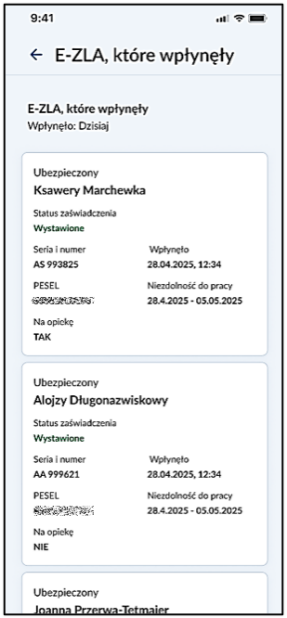 9:41
← E-ZLA, które wpłynęły
E-ZLA, które wpłynęły
Wpłynęło: Dzisiaj
Ubezpieczony
Ksawery Marchewka
Status zaświadczenia
Wystawione
Seria i numer Wpłynęło
AS 993825 28.04.2025, 12:34
PESEL Niezdolność do pracy
28.4.2025 - 05.05.2025
Na opiekę
TAK
Ubezpieczony
Alojzy Długonazwiskowy
Status zaświadczenia
Wystawione
Seria i numer Wpłynęło
AA 999621 28.04.2025, 12:34
PESEL Niezdolność do pracy
28.4.2025 - 05.05.2025
Na opiekę
NIE
Ubezpieczony
Joanna Przerwa-Tetmajer